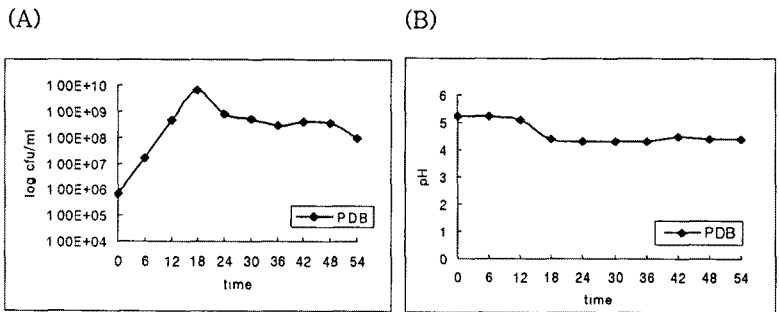 (A)
(B)
1 00E+10
1 00E+09
1 00E+08
1 00E+07
1 00E+06
1 00E+05
1 00E+04
log cfu/ml
PDB
0 6 12 18 24 30 36 42 48 54
time
6
5
4
3
2
1
0
pH
PDB
0 6 12 18 24 30 36 42 48 54
time